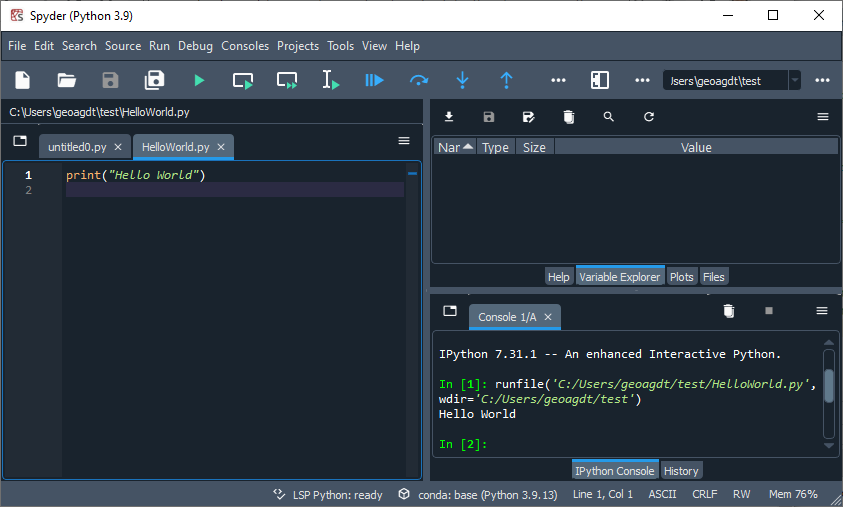 Spyder (Python 3.9)
File Edit Search Source Run Debug Consoles Projects Tools View Help
Jsers\geoagdt\test
C:\Users\geoagdt\test\HelloWorld.py
untitled0.py HelloWorld.py
1 print("Hello World")
2
Nar Type Size Value
Help Variable Explorer Plots Files
Console 1/A
IPython 7.31.1 -- An enhanced Interactive Python.
In [1]: runfile('C:/Users/geoagdt/test/HelloWorld.py',
wdir='C:/Users/geoagdt/test')
Hello World
In [2]:
IPython Console History
LSP Python: ready conda: base (Python 3.9.13) Line 1, Col 1 ASCII CRLF RW Mem 76%